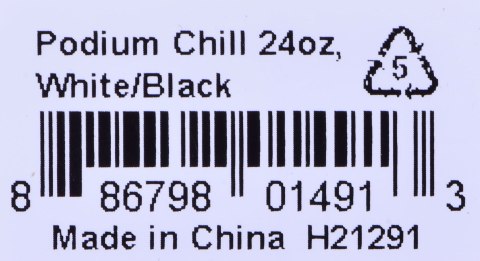 Podium Chill 24oz,
White/Black
5
8 86798 01491 3
Made in China H21291